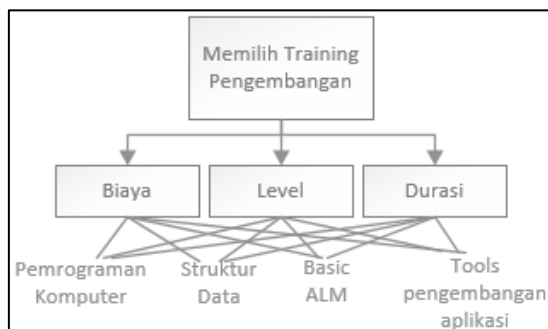 Memilih Training
Pengembangan
Biaya
Level
Durasi
Pemrograman
Komputer
Struktur
Data
Basic
ALM
Tools
pengembangan
aplikasi